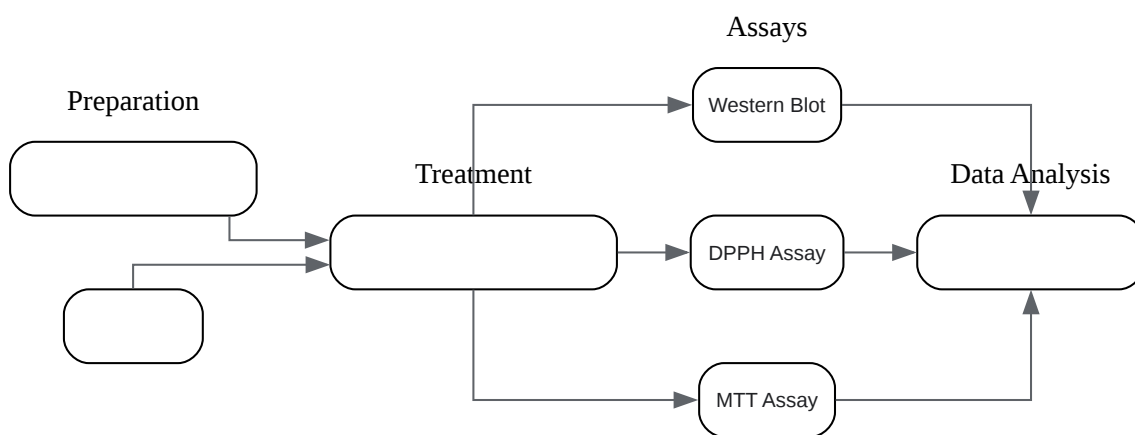 Assays
Western Blot
Preparation
Treatment
Data Analysis
DPPH Assay
MTT Assay